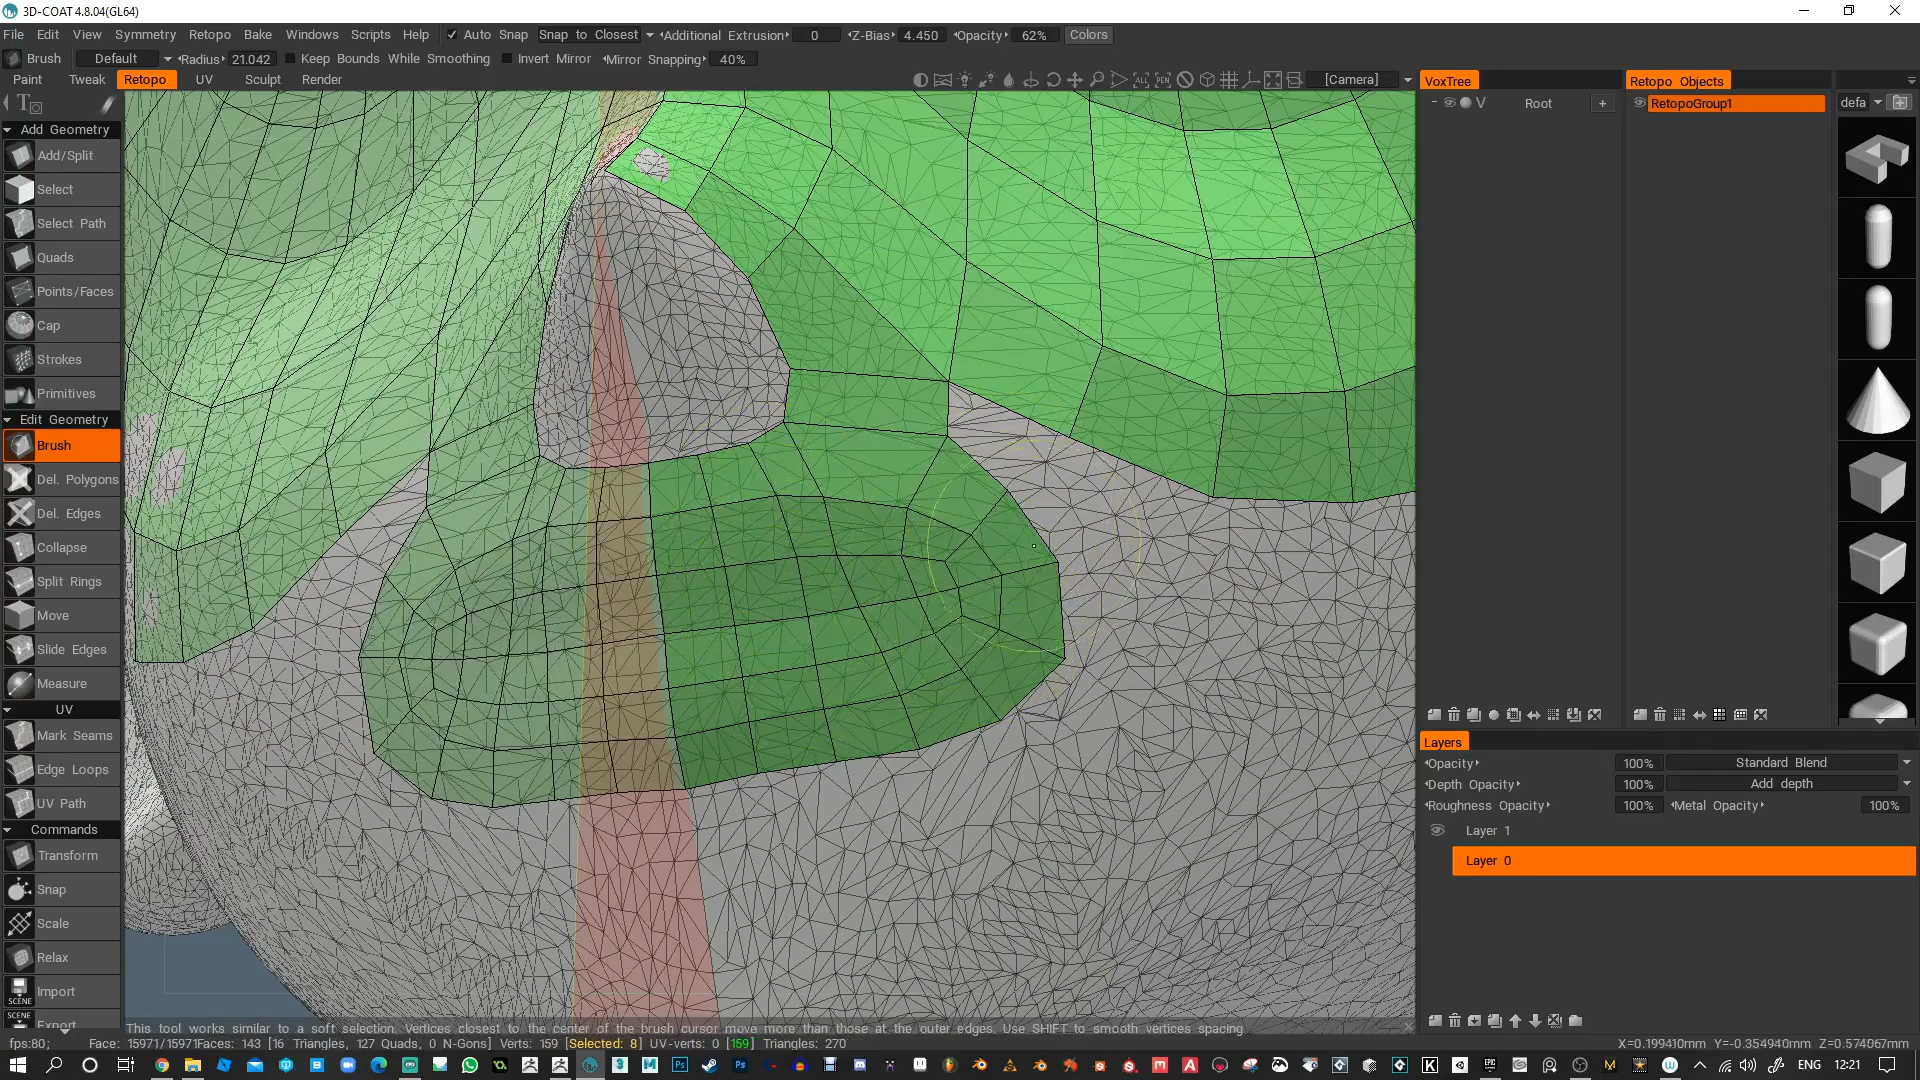 3D-COAT 4.8.04(GL64)
File Edit View Symmetry Retopo Bake Windows Scripts Help Auto Snap Snap to Closest Additional Extrusion 0 Z-Bias 4.450 Opacity 62% Colors
Brush Default Radius 21.042 Keep Bounds While Smoothing Invert Mirror Mirror Snapping 40%
Paint Tweak Retopo UV Sculpt Render [Camera] VoxTree Retopo Objects
V Root + RetopoGroup1 defa
Add Geometry
Add/Split
Select
Select Path
Quads
Points/Faces
Cap
Strokes
Primitives
Edit Geometry
Brush
Del. Polygons
Del. Edges
Collapse
Split Rings
Move
Slide Edges
Measure
UV
Mark Seams
Edge Loops
UV Path
Commands
Transform
Snap
Scale
Relax
SCENE Import
SCENE Export
Layers
Opacity 100% Standard Blend
Depth Opacity 100% Add depth
Roughness Opacity 100% Metal Opacity 100%
Layer 1
Layer 0
This tool works similar to a soft selection. Vertices closest to the center of the brush cursor move more than those at the outer edges. Use SHIFT to smooth vertices spacing
fps:80; Face: 15971/15971Faces: 143 [16 Triangles, 127 Quads, 0 N-Gons] Verts: 159 [Selected: 8] UV-verts: 0 [159] Triangles: 270 X=0.199410mm Y=-0.354940mm Z=0.574067mm
ENG 12:21